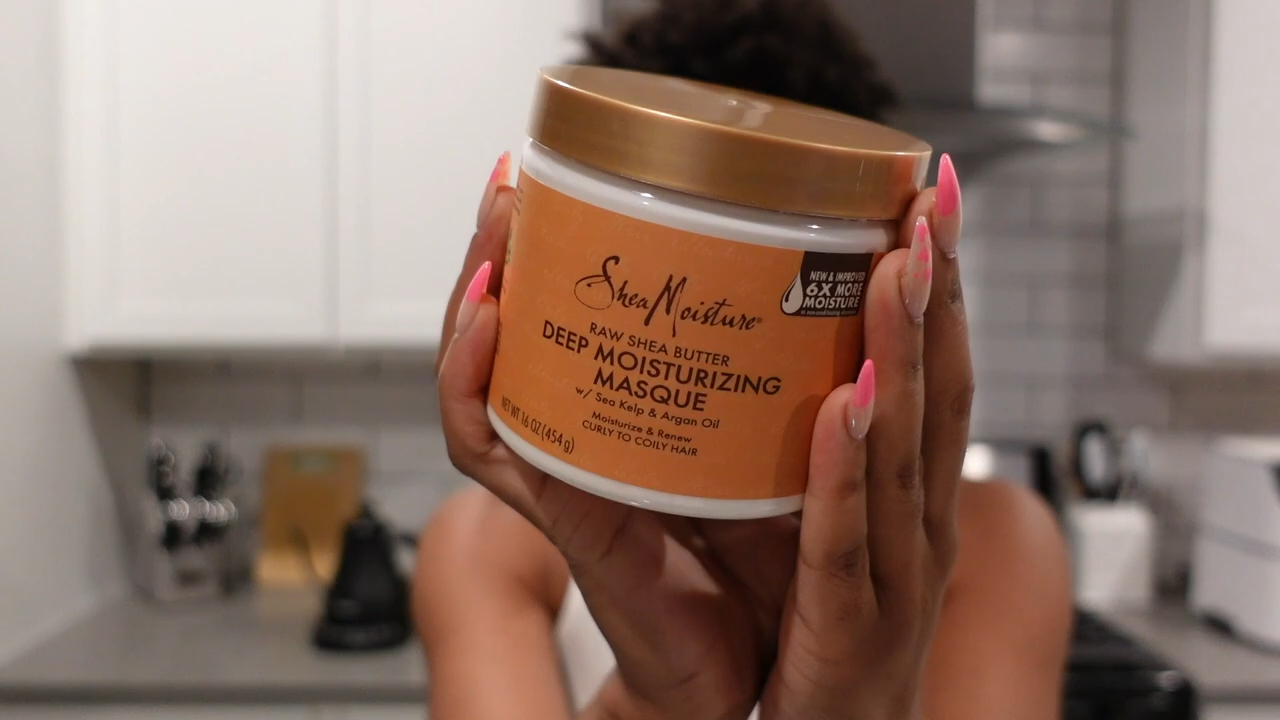 SheaMoisture®
NEW & IMPROVED
6X MORE
MOISTURE
RAW SHEA BUTTER
DEEP MOISTURIZING
MASQUE
w/ Sea Kelp & Argan Oil
Moisturize & Renew
CURLY TO COILY HAIR
NET WT 16 OZ (454 g)